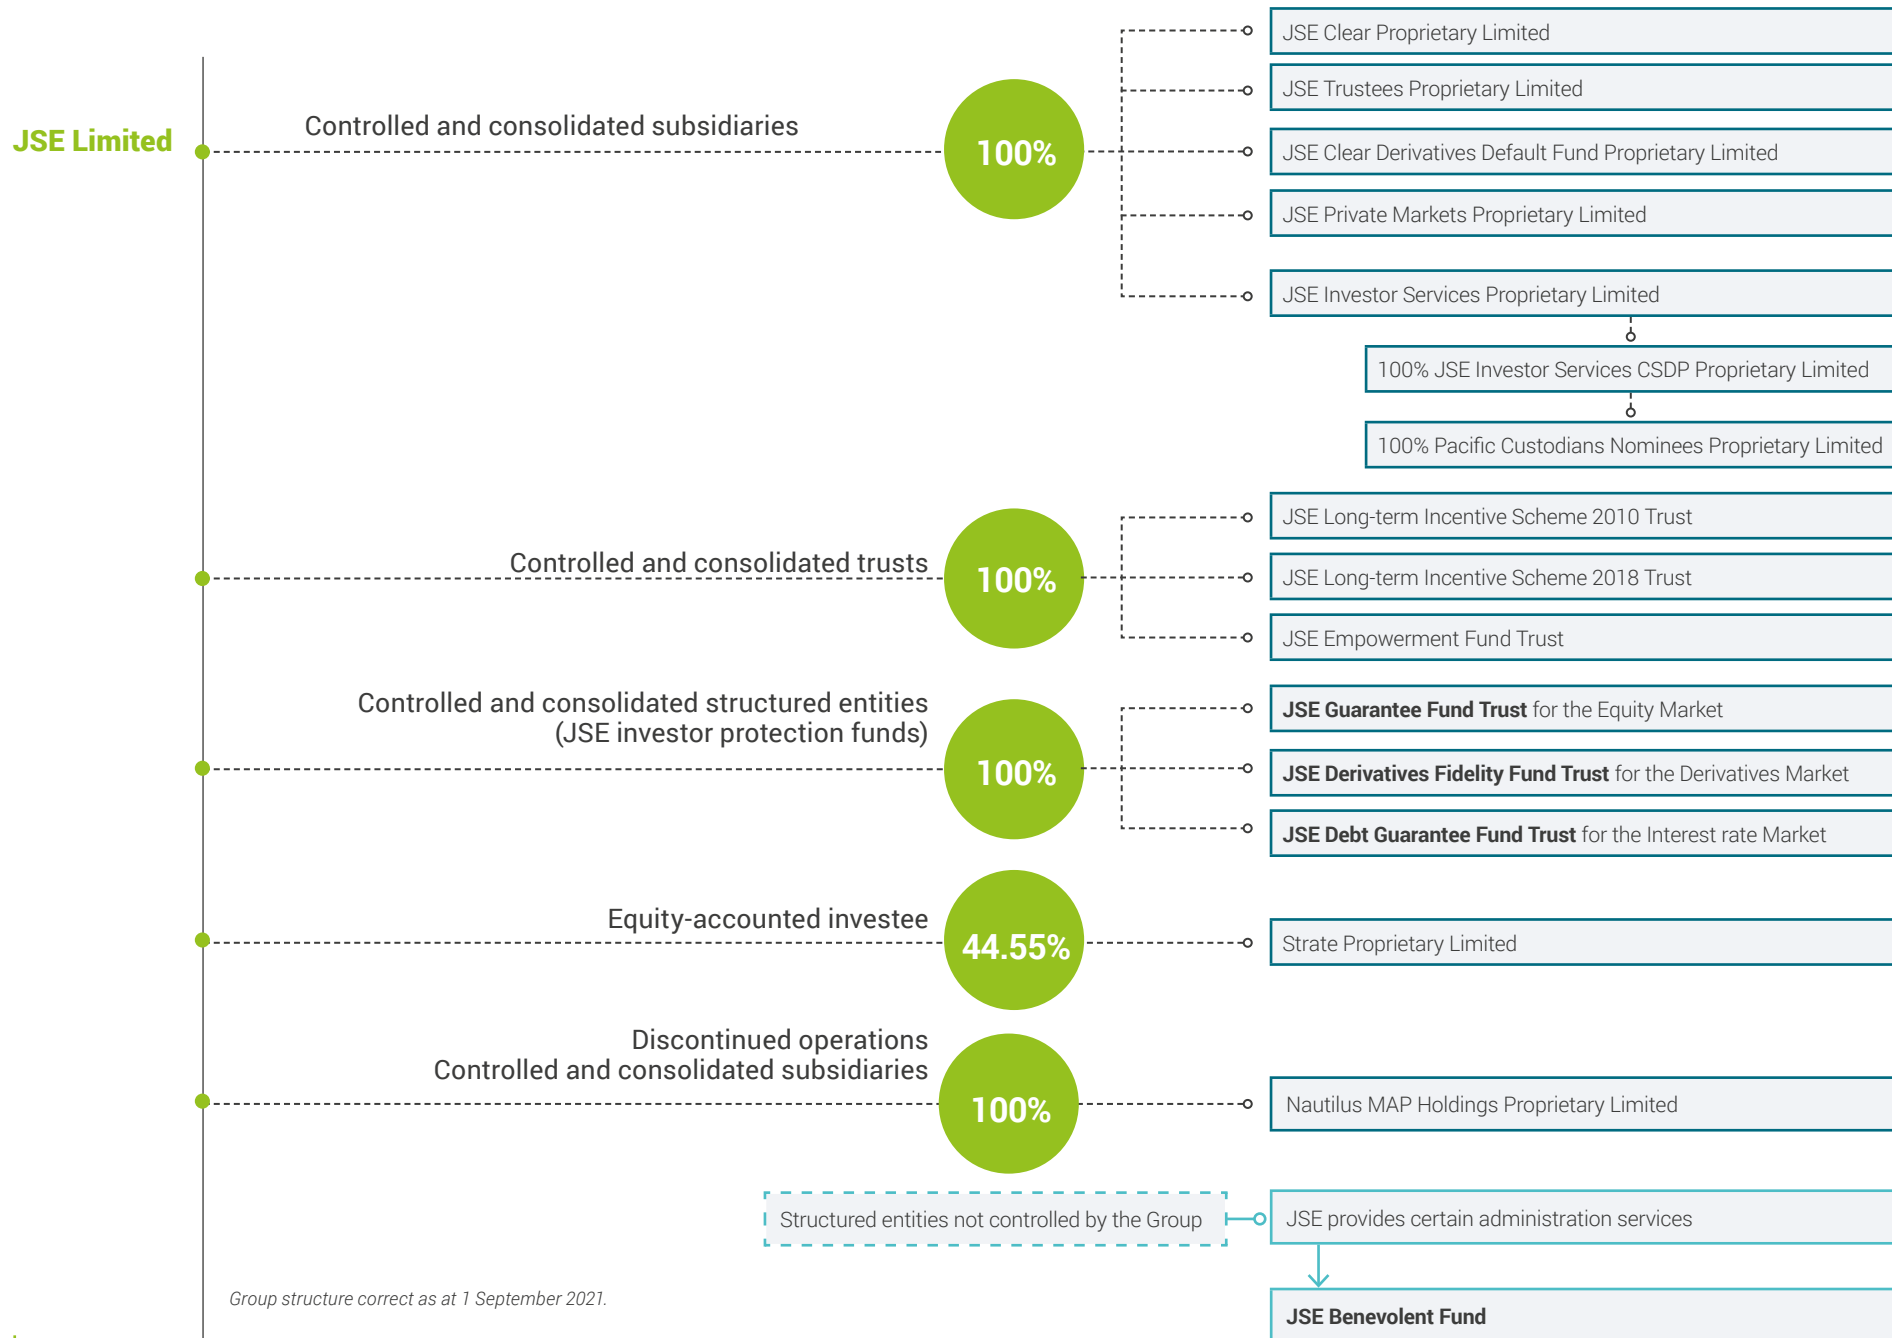 JSE Limited
Controlled and consolidated subsidiaries
100%
JSE Clear Proprietary Limited
JSE Trustees Proprietary Limited
JSE Clear Derivatives Default Fund Proprietary Limited
JSE Private Markets Proprietary Limited
JSE Investor Services Proprietary Limited
100% JSE Investor Services CSDP Proprietary Limited
100% Pacific Custodians Nominees Proprietary Limited
Controlled and consolidated trusts
100%
JSE Long-term Incentive Scheme 2010 Trust
JSE Long-term Incentive Scheme 2018 Trust
JSE Empowerment Fund Trust
Controlled and consolidated structured entities
(JSE investor protection funds)
100%
JSE Guarantee Fund Trust for the Equity Market
JSE Derivatives Fidelity Fund Trust for the Derivatives Market
JSE Debt Guarantee Fund Trust for the Interest rate Market
Equity-accounted investee
44.55%
Strate Proprietary Limited
Discontinued operations
Controlled and consolidated subsidiaries
100%
Nautilus MAP Holdings Proprietary Limited
Structured entities not controlled by the Group
JSE provides certain administration services
JSE Benevolent Fund
Group structure correct as at 1 September 2021.